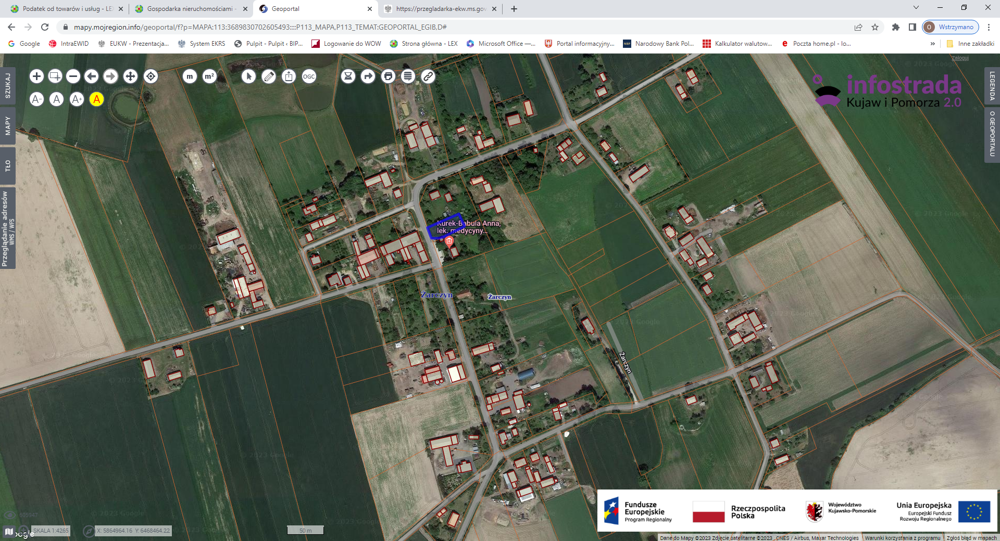 Podatek od towarów i usług - LE
Gospodarka nieruchomościami -
Geoportal
https://przegladarka-ekw.ms.gov
mapy.mojregion.info/geoportal/f?p=MAPA:113:3689830702605493::::P113_MAPA,P113_TEMAT:GEOPORTAL_EGIB,D#
O
Wstrzymano
Google
IntraEWID
EUKW - Prezentacja...
System EKRS
Pulpit - Pulpit ‹ BIP...
Logowanie do WOW
Strona główna - LEX
Microsoft Office —...
Portal informacyjny...
Narodowy Bank Pol...
Kalkulator walutow...
Poczta home.pl - lo...
»
Inne zakładki
Zaloguj
SZUKAJ
MAPY
TŁO
Przeglądanie adresów
WMS / WFS
m
m²
OGC
A-
A
A+
A
infostrada
Kujaw i Pomorza 2.0
LEGENDA
O GEOPORTALU
Kurek-Babula Anna,
lek. medycyny...
Żarczyn
Żarczyn
Żarczyn
605947
Google
SKALA 1:4265
X: 5864964.16 Y: 6468464.22
50 m
Fundusze
Europejskie
Program Regionalny
Rzeczpospolita
Polska
Województwo
Kujawsko-Pomorskie
Unia Europejska
Europejski Fundusz
Rozwoju Regionalnego
Dane do Mapy ©2023 Zdjęcie satelitarne ©2023 , CNES / Airbus, Maxar Technologies
Warunki korzystania z programu
Zgłoś błąd w mapach